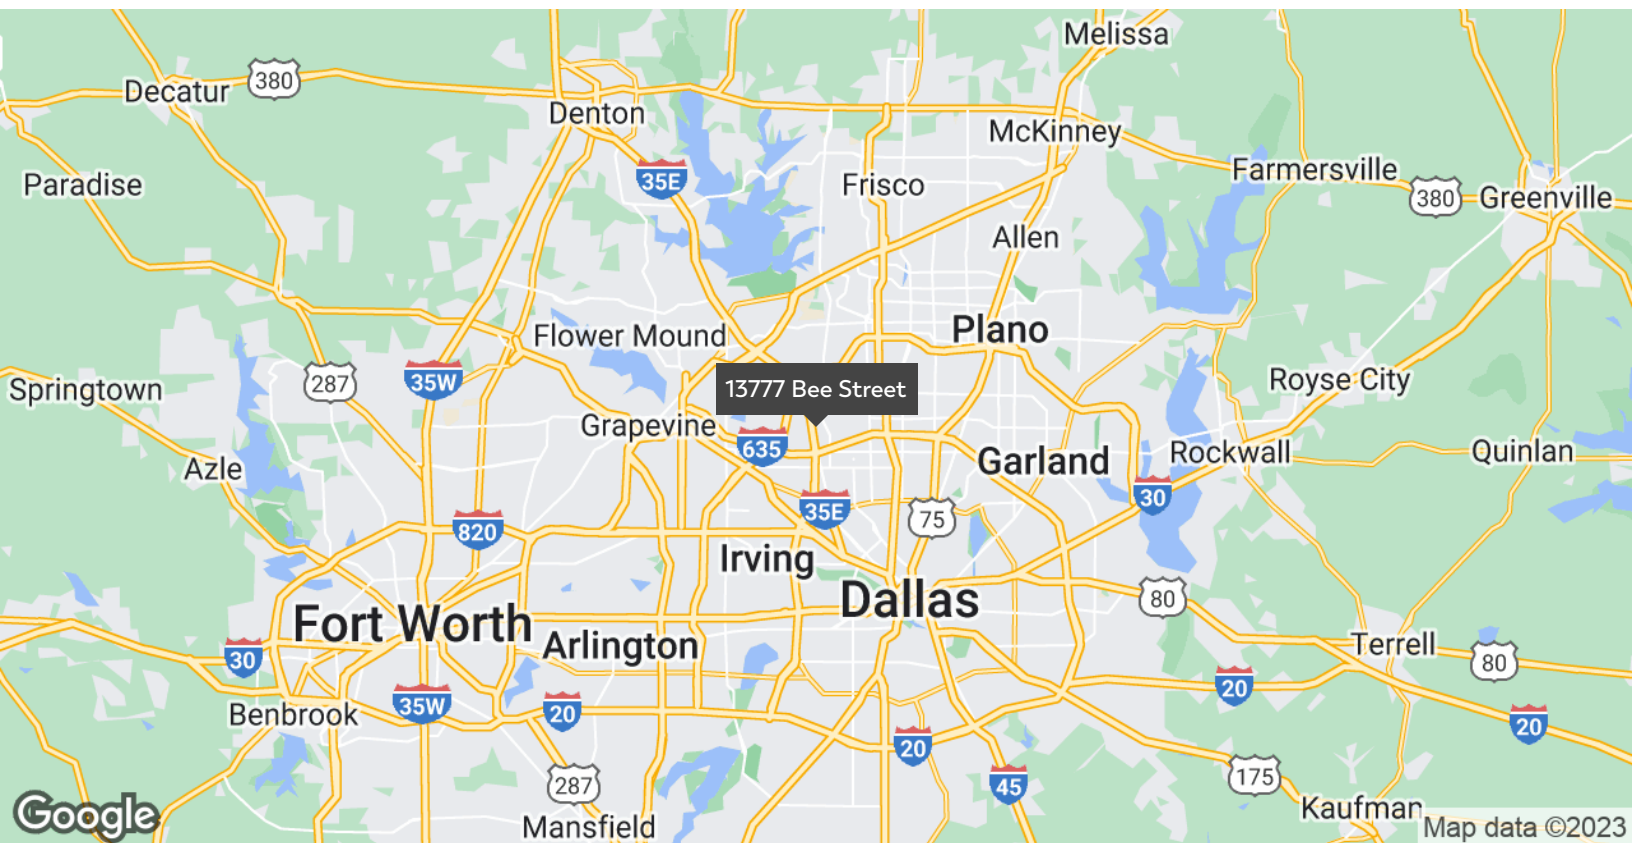 Melissa
Decatur
380
Denton
McKinney
Farmersville
35E
Paradise
Frisco
380
Greenville
Allen
Flower Mound
Plano
287
35W
Springtown
13777 Bee Street
Royse City
Grapevine
635
Azle
Garland
Rockwall
Quinlan
30
35E
75
820
Irving
Dallas
80
Fort Worth
Arlington
30
Terrell
80
20
35W
Benbrook
20
20
20
287
45
175
Kaufman
Google
Mansfield
Map data ©2023